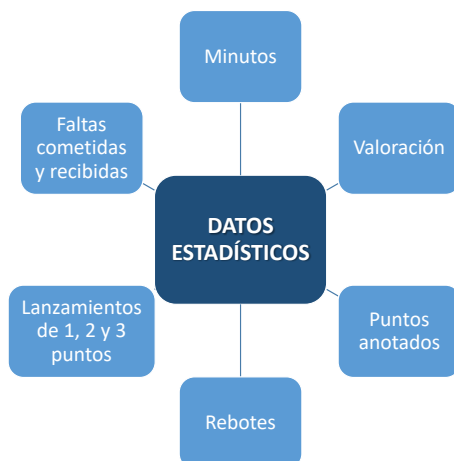 Minutos
Faltas
cometidas
y recibidas
Valoración
DATOS
ESTADÍSTICOS
Lanzamientos
de 1, 2 y 3
puntos
Puntos
anotados
Rebotes